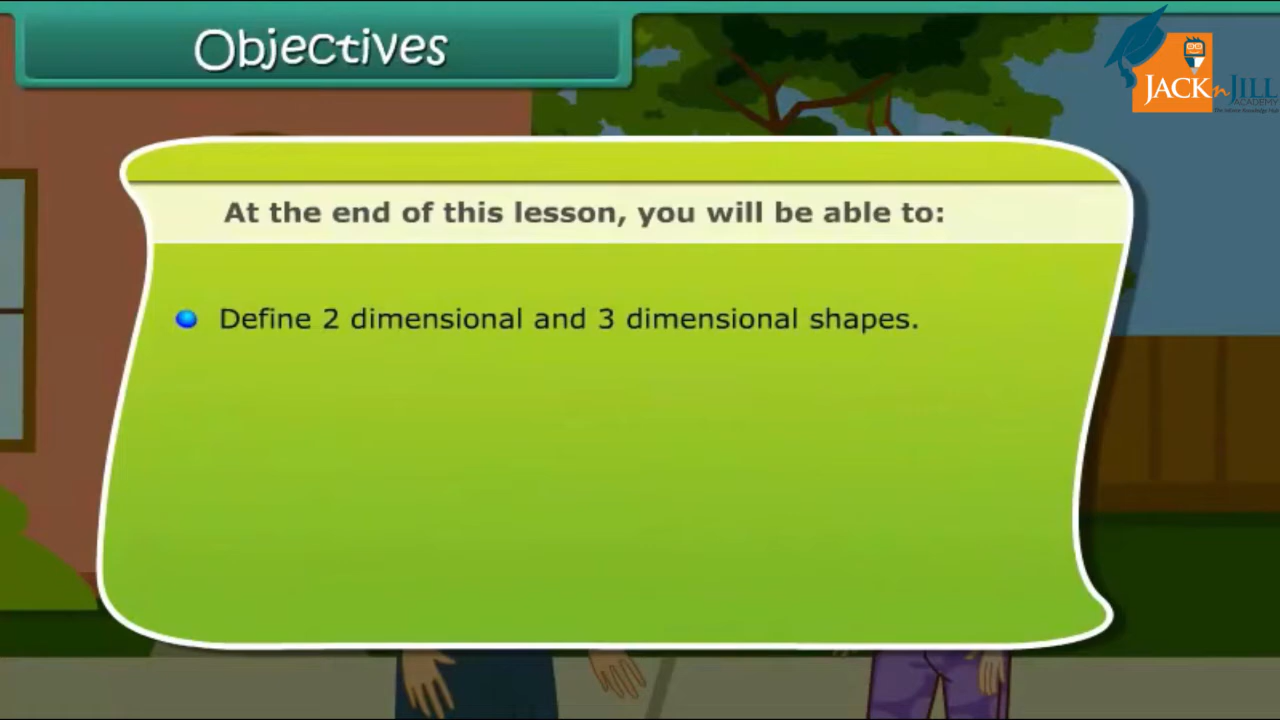 Objectives
JACK n JILL
ACADEMY
At the end of this lesson, you will be able to:
Define 2 dimensional and 3 dimensional shapes.